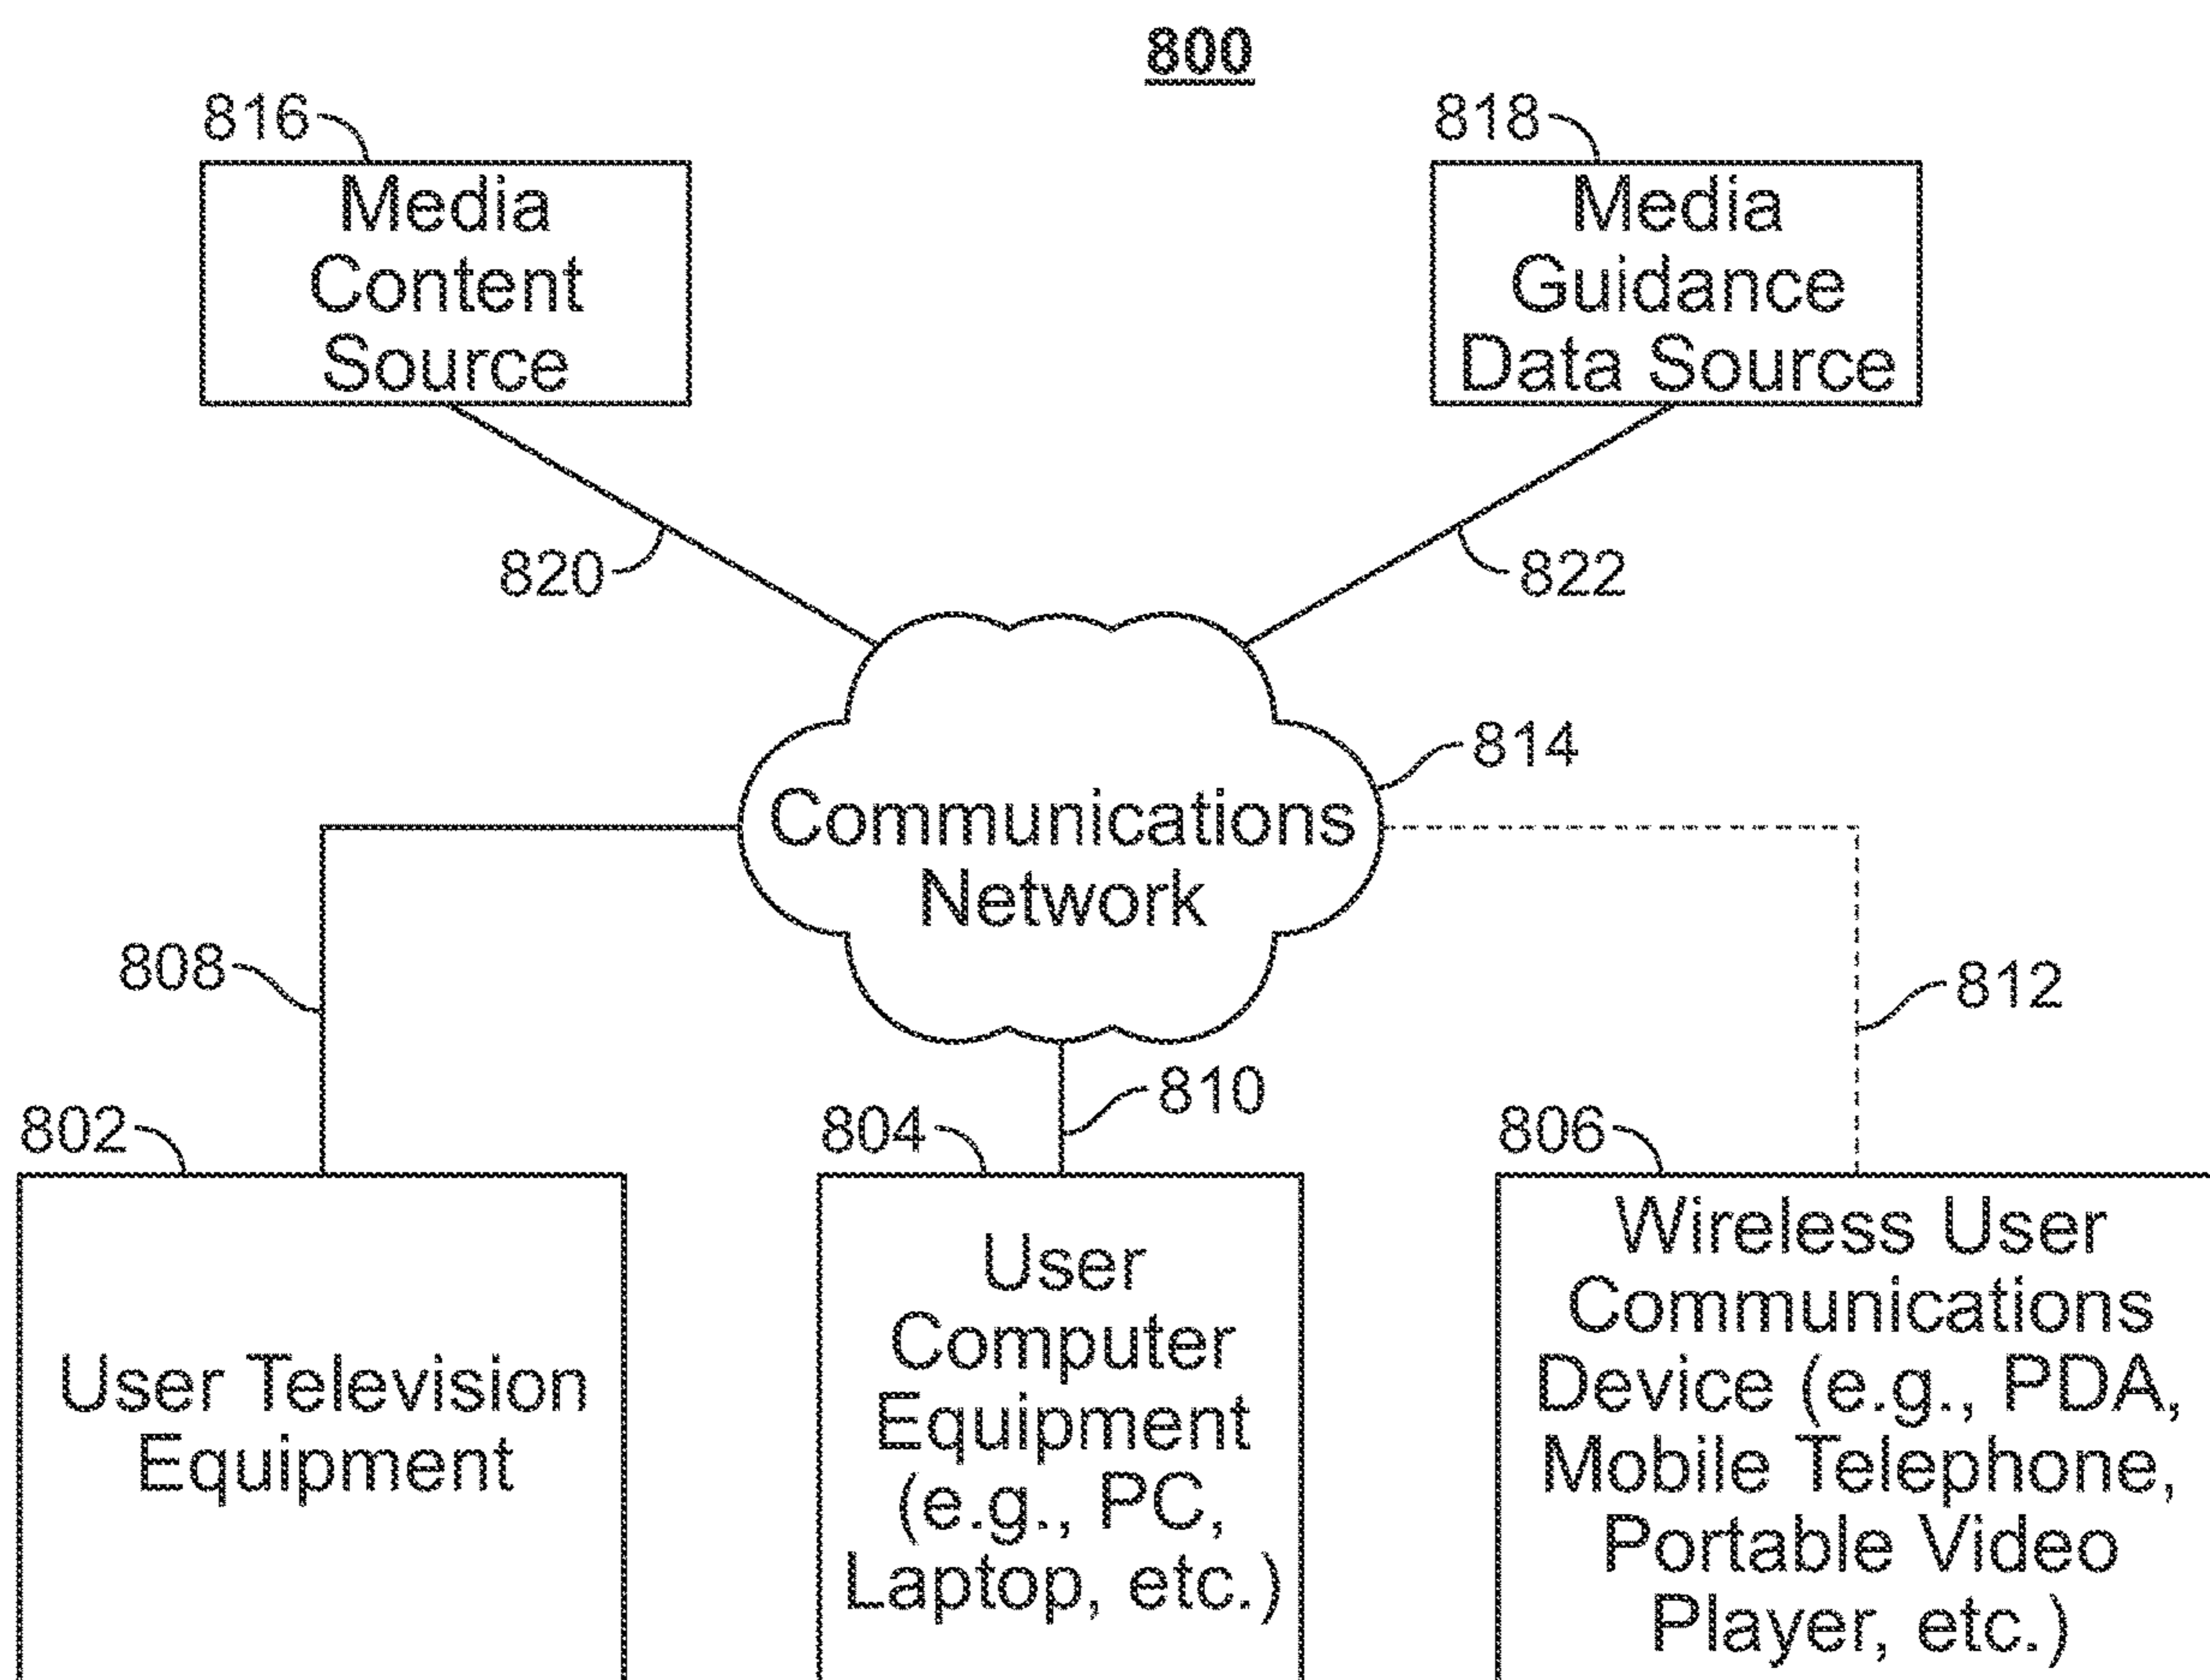 800
816
Media
Content
Source
818
Media
Guidance
Data Source
820
822
814
Communications
Network
808
812
810
802
User Television
Equipment
804
User
Computer
Equipment
(e.g., PC,
Laptop, etc.)
806
Wireless User
Communications
Device (e.g., PDA,
Mobile Telephone,
Portable Video
Player, etc.)